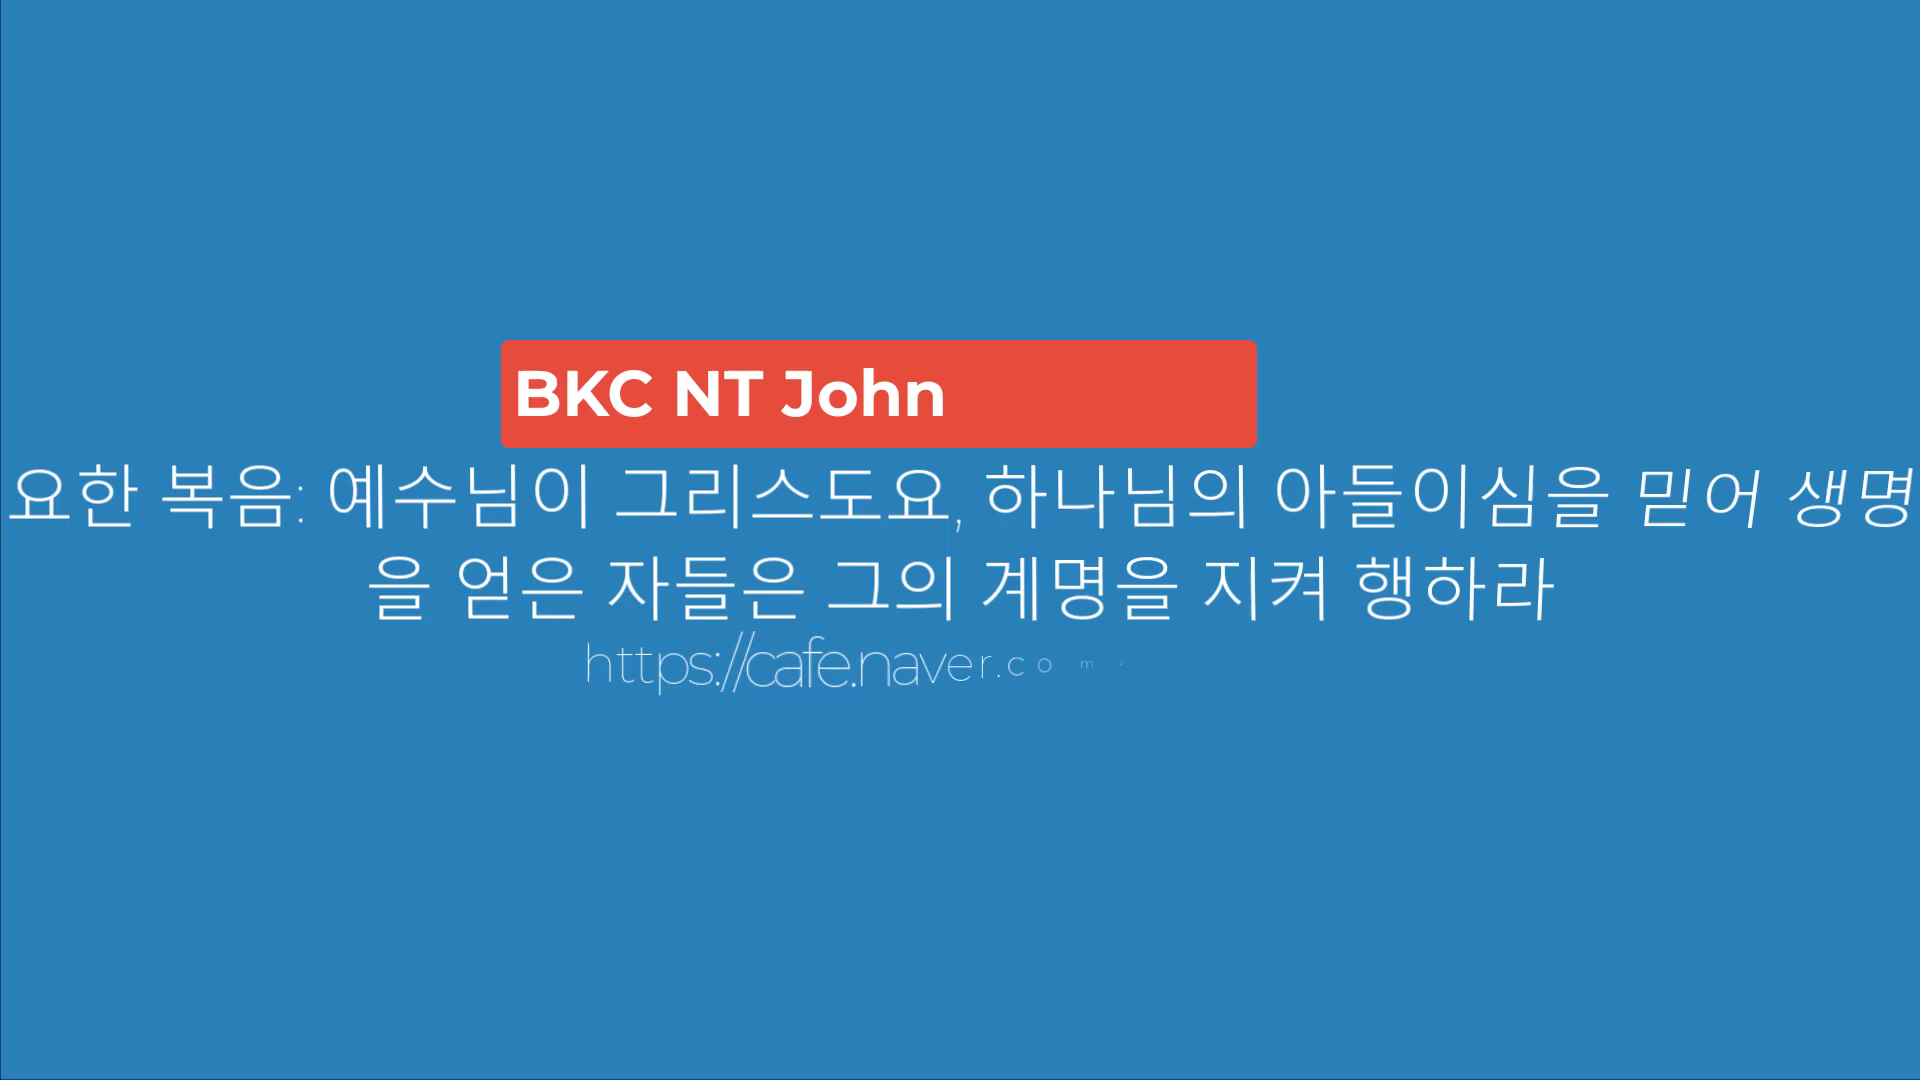 BKC NT John
요한 복음: 예수님이 그리스도요, 하나님의 아들이심을 믿어 생명
을 얻은 자들은 그의 계명을 지켜 행하라
https://cafe.naver.com/